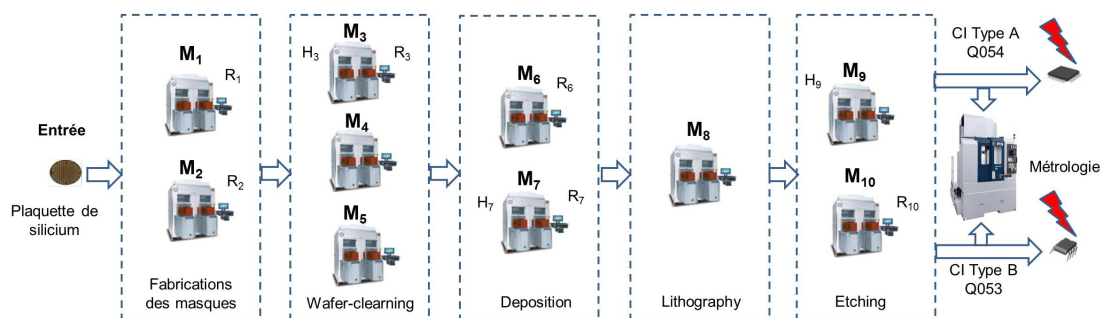 Entrée
Plaquette de
silicium
M1
R1
M2
R2
Fabrications
des masques
M3
H3
R3
M4
M5
Wafer-clearning
M6
R6
M7
H7
R7
Deposition
M8
Lithography
M9
H9
M10
R10
Etching
CI Type A
Q054
Métrologie
CI Type B
Q053